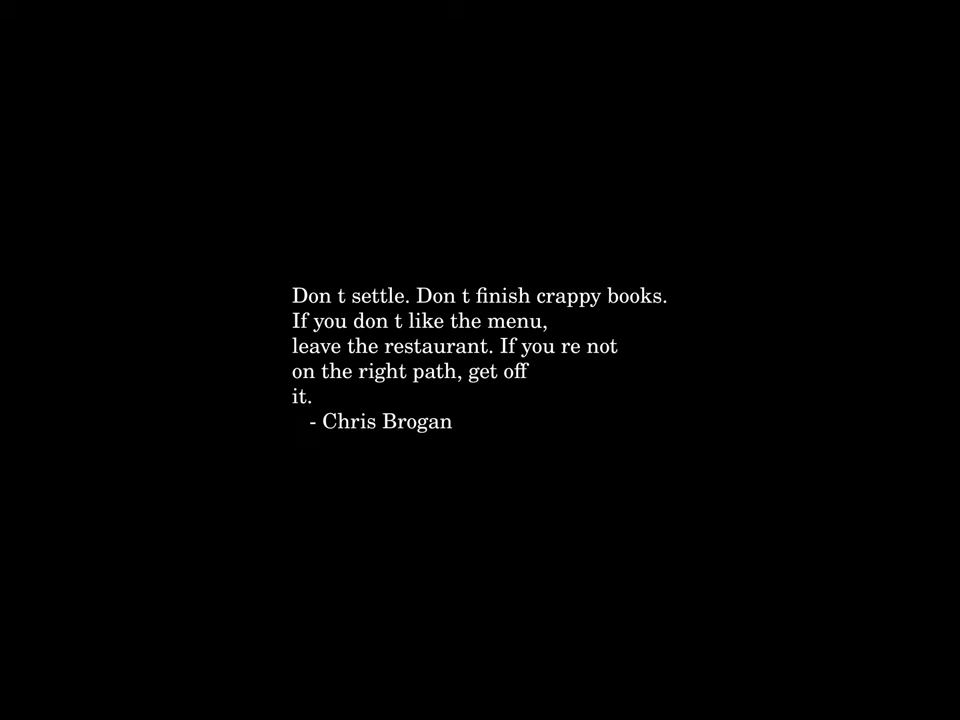 Don t settle. Don t finish crappy books.
If you don t like the menu,
leave the restaurant. If you re not
on the right path, get off
it.
- Chris Brogan